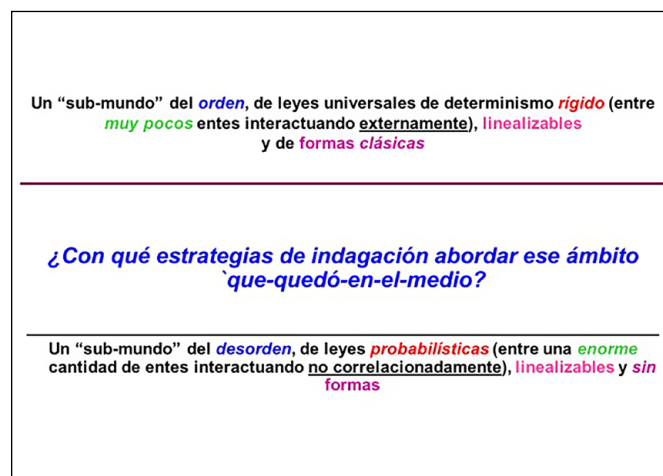 Un “sub-mundo” del orden, de leyes universales de determinismo rígido (entre
muy pocos entes interactuando externamente), linealizables
y de formas clásicas
¿Con qué estrategias de indagación abordar ese ámbito
`que-quedó-en-el-medio?
Un “sub-mundo” del desorden, de leyes probabilísticas (entre una enorme
cantidad de entes interactuando no correlacionadamente), linealizables y sin
formas